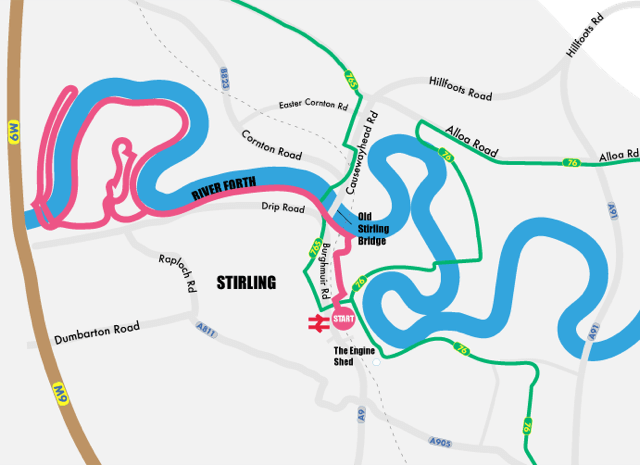 Hillfoots Rd
765
B823
Hillfoots Road
Easter Cornton Rd
M9
Causewayhead Rd
Alloa Road
Cornton Road
76
76
Alloa Rd
RIVER FORTH
Drip Road
A91
Old
Stirling
Bridge
765
Burghmuir Rd
Raploch Rd
STIRLING
76
START
Dumbarton Road
A811
A91
The Engine
Shed
76
M9
A9
76
A905